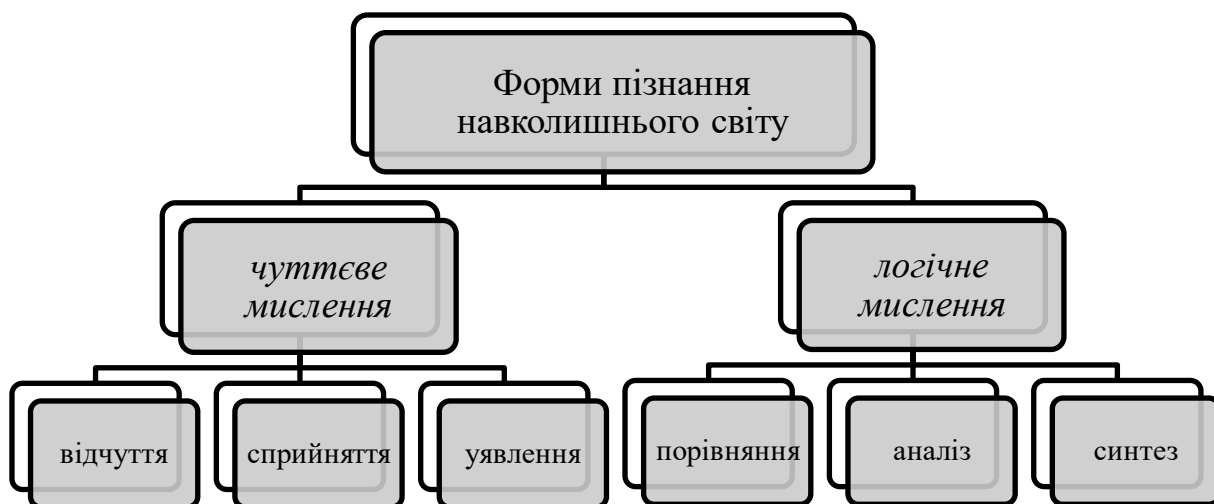 Форми пізнання
навколишнього світу
чуттєве
мислення
логічне
мислення
відчуття
сприйняття
уявлення
порівняння
аналіз
синтез